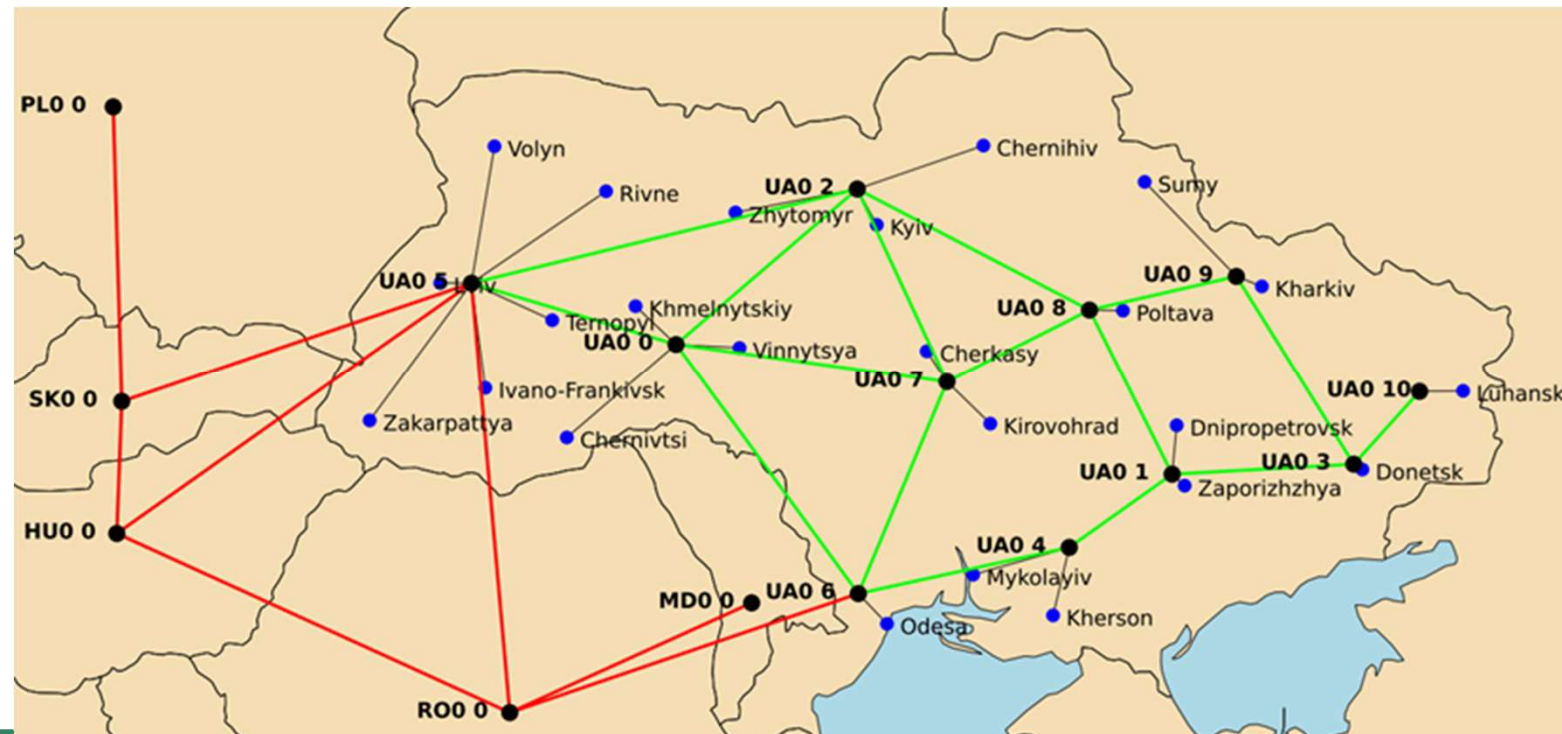 PL0 0
Volyn
Chernihiv
Rivne
UA0 2
Sumy
Zhytomyr
Kyiv
UA0 5
Lviv
UA0 9
Kharkiv
Khmelnytskiy
UA0 8
Poltava
Ternopyl
UA0 0
Vinnytsya
Cherkasy
UA0 7
SK0 0
Ivano-Frankivsk
UA0 10
Luhansk
Zakarpattya
Chernivtsi
Kirovohrad
Dnipropetrovsk
UA0 1
UA0 3
Donetsk
Zaporizhzhya
HU0 0
UA0 4
Mykolayiv
MD0 0
UA0 6
Odesa
Kherson
RO0 0